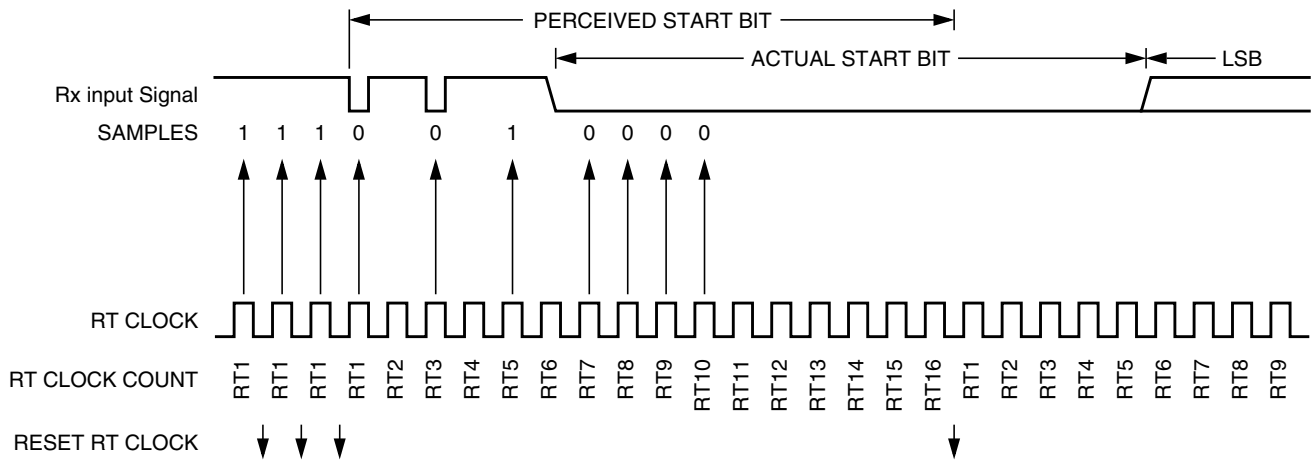 PERCEIVED START BIT
ACTUAL START BIT
LSB
Rx input Signal
SAMPLES 1 1 1 0 0 1 0 0 0 0
RT CLOCK
RT CLOCK COUNT RT1 RT1 RT1 RT1 RT2 RT3 RT4 RT5 RT6 RT7 RT8 RT9 RT10 RT11 RT12 RT13 RT14 RT15 RT16 RT1 RT2 RT3 RT4 RT5 RT6 RT7 RT8 RT9
RESET RT CLOCK